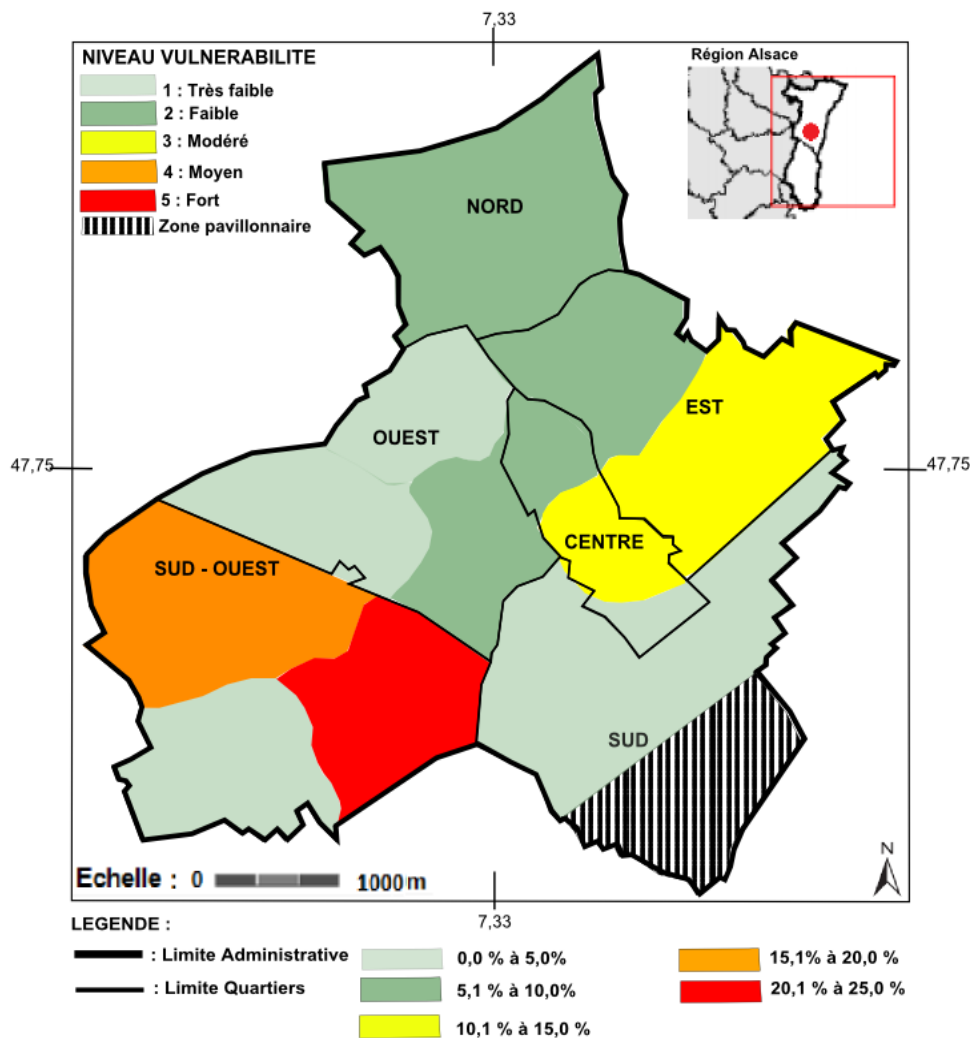 7,33
NIVEAU VULNERABILITE
1 : Très faible
2 : Faible
3 : Modéré
4 : Moyen
5 : Fort
Zone pavillonnaire
Région Alsace
NORD
EST
OUEST
47,75
47,75
CENTRE
SUD - OUEST
SUD
N
Echelle : 0 1000 m
7,33
LEGENDE :
: Limite Administrative
: Limite Quartiers
0,0 % à 5,0%
5,1 % à 10,0%
10,1 % à 15,0 %
15,1% à 20,0 %
20,1 % à 25,0 %